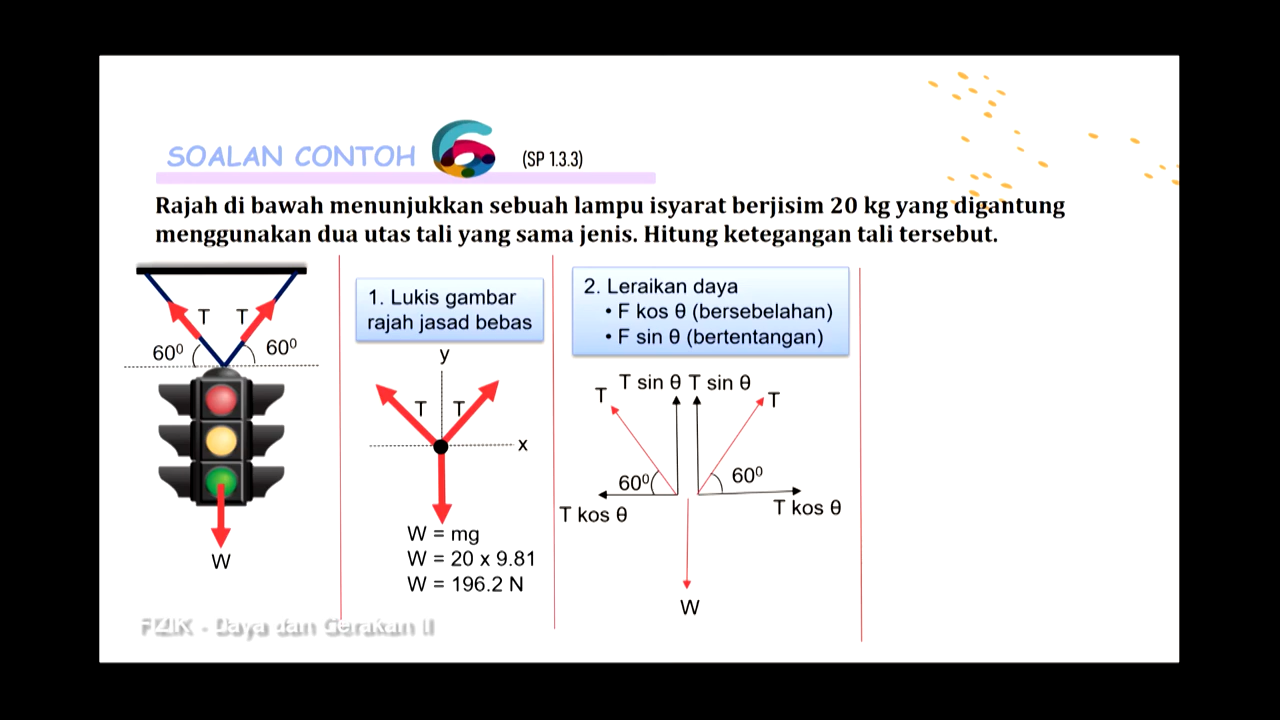 SOALAN CONTOH 6 (SP 1.3.3)
Rajah di bawah menunjukkan sebuah lampu isyarat berjisim 20 kg yang digantung
menggunakan dua utas tali yang sama jenis. Hitung ketegangan tali tersebut.
T T
60⁰ 60⁰
W
1. Lukis gambar
rajah jasad bebas
y
T T
x
W = mg
W = 20 x 9.81
W = 196.2 N
2. Leraikan daya
• F kos θ (bersebelahan)
• F sin θ (bertentangan)
T sin θ T sin θ
T T
60⁰ 60⁰
T kos θ T kos θ
W
FIZIK - Daya dan Gerakan II